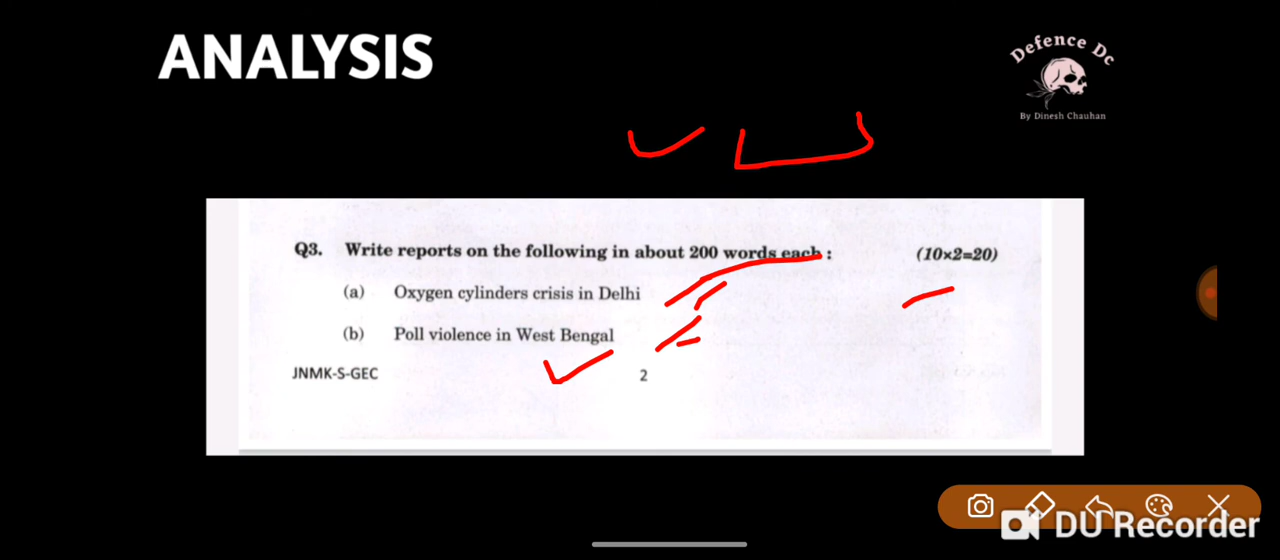 ANALYSIS
Defence Dc
By Dinesh Chauhan
Q3. Write reports on the following in about 200 words each : (10×2=20)
(a) Oxygen cylinders crisis in Delhi
(b) Poll violence in West Bengal
JNMK-S-GEC 2
DU Recorder